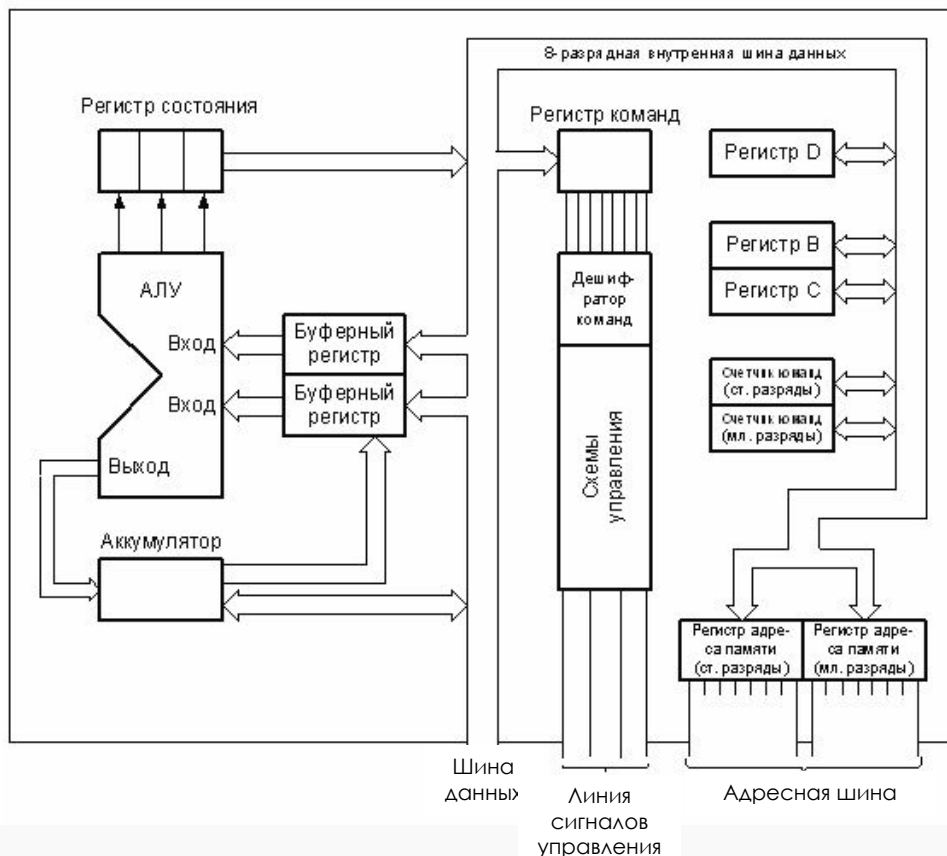 8-разрядная внутренняя шина данных
Регистр состояния
Регистр команд
Регистр D
Регистр B
Регистр C
АЛУ
Вход
Вход
Выход
Буферный
регистр
Буферный
регистр
Дешиф-
ратор
команд
Схемы
управления
Счетчик команд
(ст. разряды)
Счетчик команд
(мл. разряды)
Аккумулятор
Регистр адре-
са памяти
(ст. разряды)
Регистр адре-
са памяти
(мл. разряды)
Шина
данных
Линия
сигналов
управления
Адресная шина